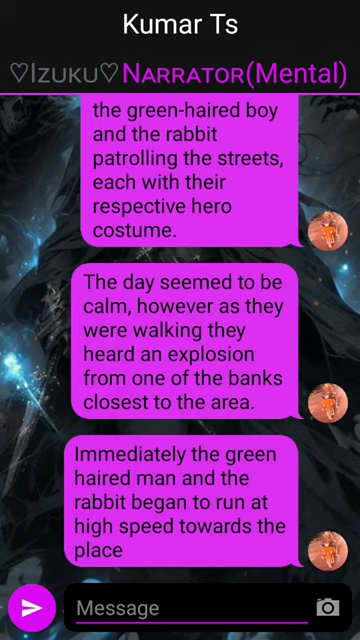 Kumar Ts
♡Izuku♡ Narrator(Mental)
the green-haired boy
and the rabbit
patrolling the streets,
each with their
respective hero
costume.
The day seemed to be
calm, however as they
were walking they
heard an explosion
from one of the banks
closest to the area.
Immediately the green
haired man and the
rabbit began to run at
high speed towards the
place
Message